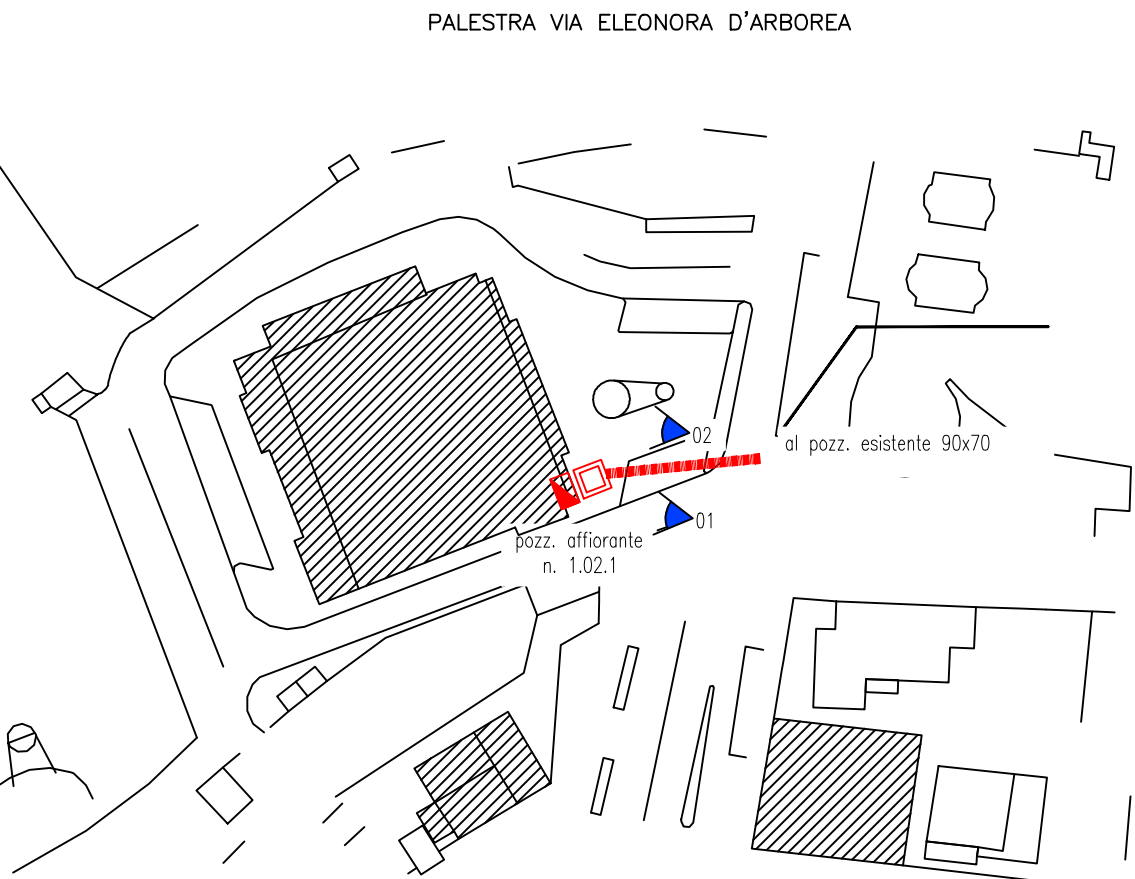 PALESTRA VIA ELEONORA D'ARBOREA
02
al pozz. esistente 90x70
01
pozz. affiorante
n. 1.02.1